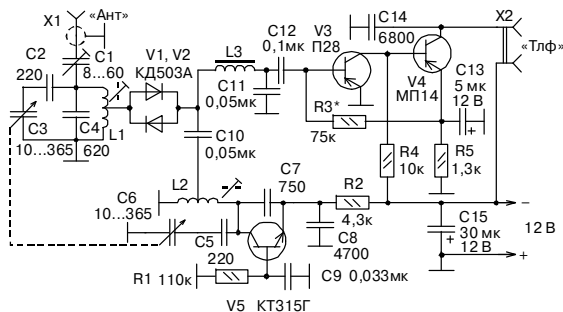 X1
«Ант»
C2
220
C1
8...60
V1, V2
КД503А
L3
C12
0,1мк
V3
П28
C14
6800
X2
«Тлф»
V4
МП14
C13
5 мк
12 В
C11
0,05мк
R3*
75к
C3
10...365
C4
620
L1
C10
0,05мк
R4
10к
R5
1,3к
C6
10...365
L2
C7
750
R2
4,3к
C5
220
C8
4700
C15
30 мк
12 В
12 В
−
+
+
+
R1 110к
C9 0,033мк
V5 КТ315Г